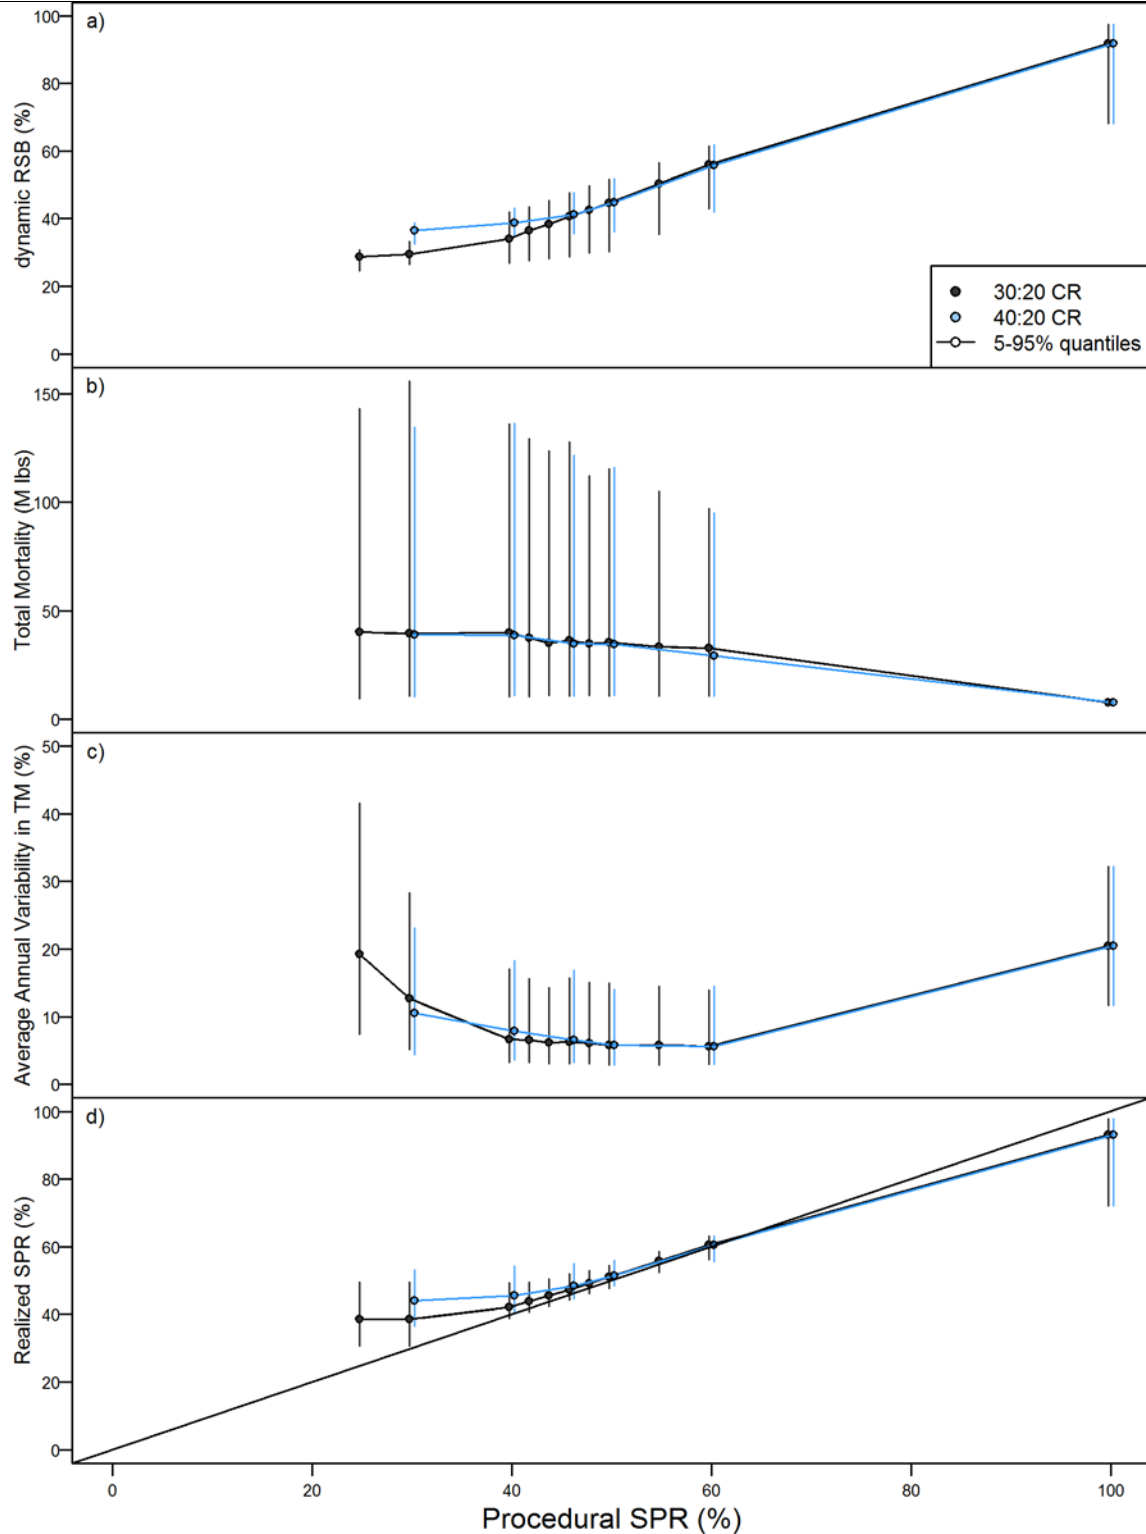 a)
100
80
60
40
20
0
dynamic RSB (%)
30:20 CR
40:20 CR
5-95% quantiles
b)
150
100
50
0
Total Mortality (M lbs)
c)
50
40
30
20
10
0
Average Annual Variability in TM (%)
d)
100
80
60
40
20
0
Realized SPR (%)
0 20 40 60 80 100
Procedural SPR (%)